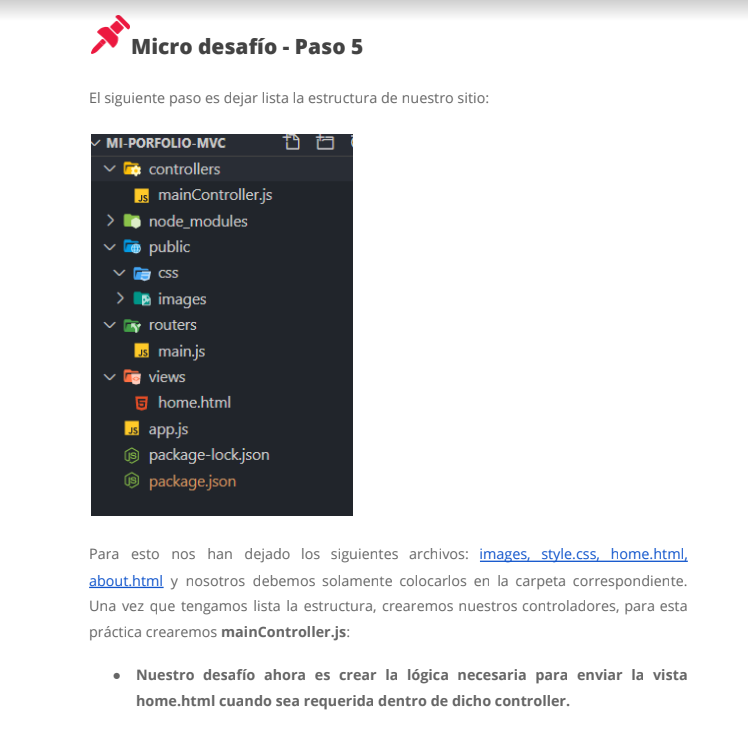 Micro desafío - Paso 5
El siguiente paso es dejar lista la estructura de nuestro sitio:
MI-PORFOLIO-MVC
controllers
mainController.js
node_modules
public
css
images
routers
main.js
views
home.html
app.js
package-lock.json
package.json
Para esto nos han dejado los siguientes archivos: images, style.css, home.html,
about.html y nosotros debemos solamente colocarlos en la carpeta correspondiente.
Una vez que tengamos lista la estructura, crearemos nuestros controladores, para esta
práctica crearemos mainController.js:
● Nuestro desafío ahora es crear la lógica necesaria para enviar la vista
home.html cuando sea requerida dentro de dicho controller.